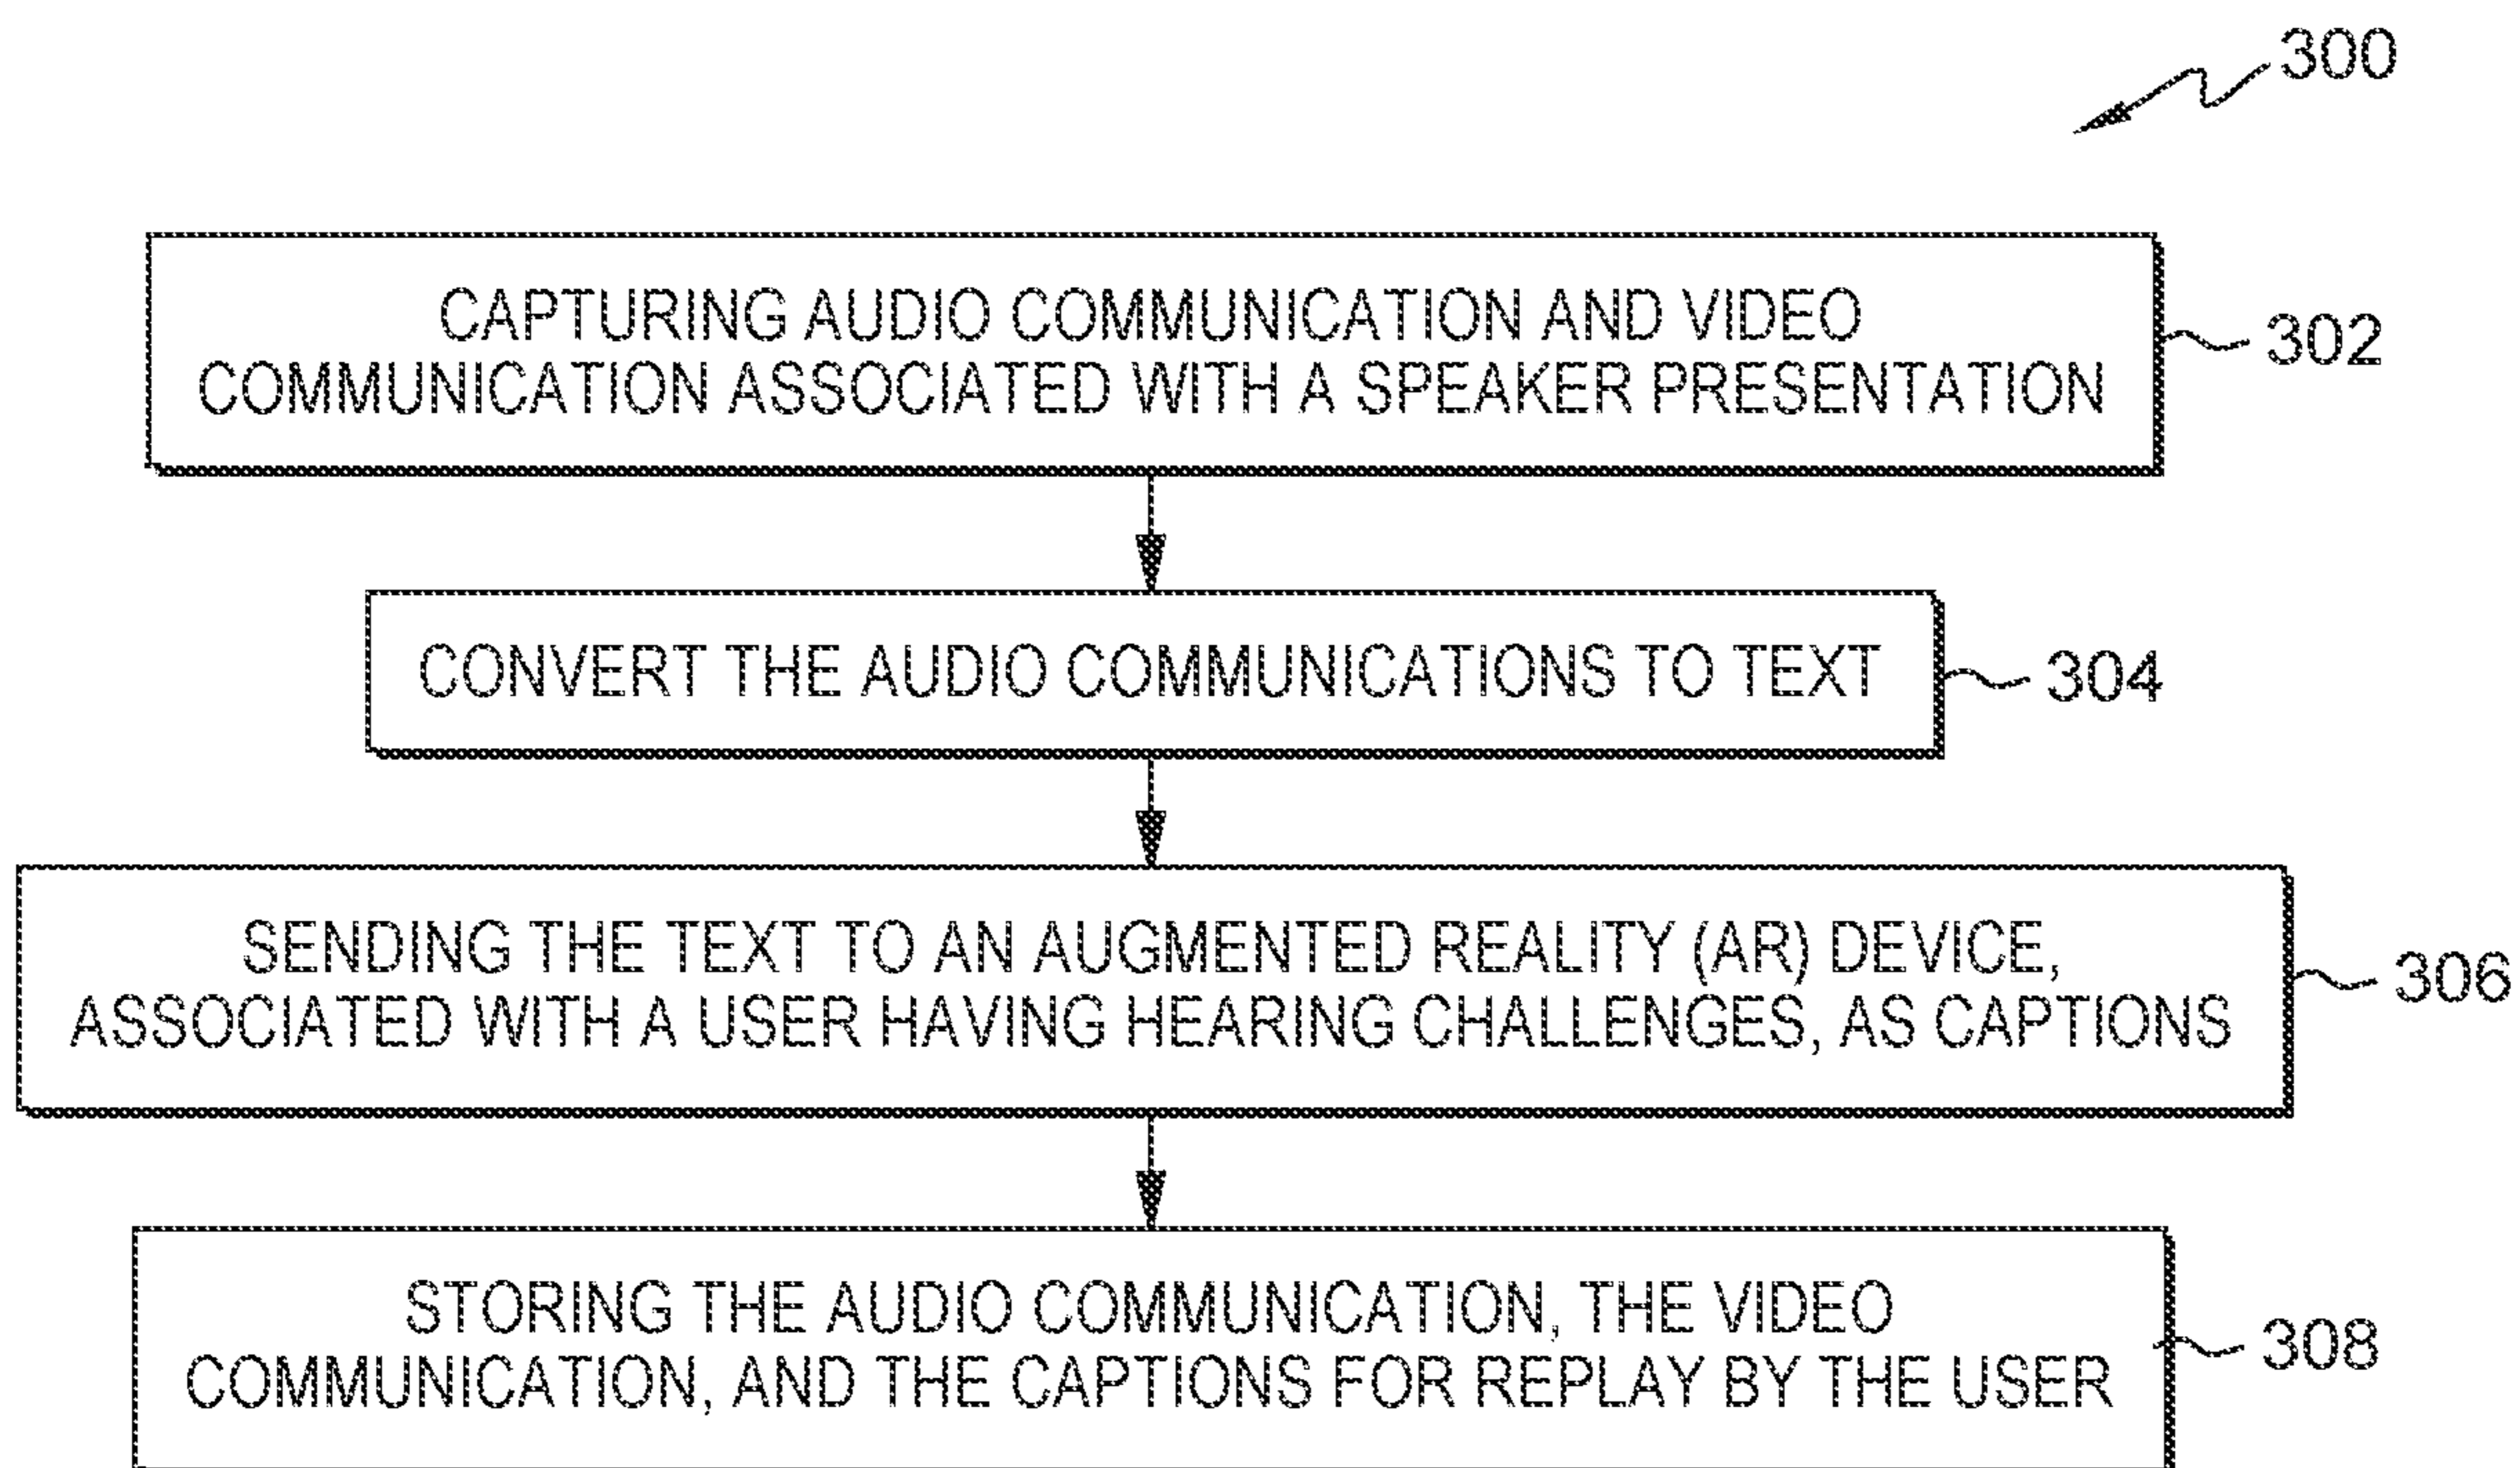 300
CAPTURING AUDIO COMMUNICATION AND VIDEO
COMMUNICATION ASSOCIATED WITH A SPEAKER PRESENTATION
302
CONVERT THE AUDIO COMMUNICATIONS TO TEXT
304
SENDING THE TEXT TO AN AUGMENTED REALITY (AR) DEVICE,
ASSOCIATED WITH A USER HAVING HEARING CHALLENGES, AS CAPTIONS
306
STORING THE AUDIO COMMUNICATION, THE VIDEO
COMMUNICATION, AND THE CAPTIONS FOR REPLAY BY THE USER
308